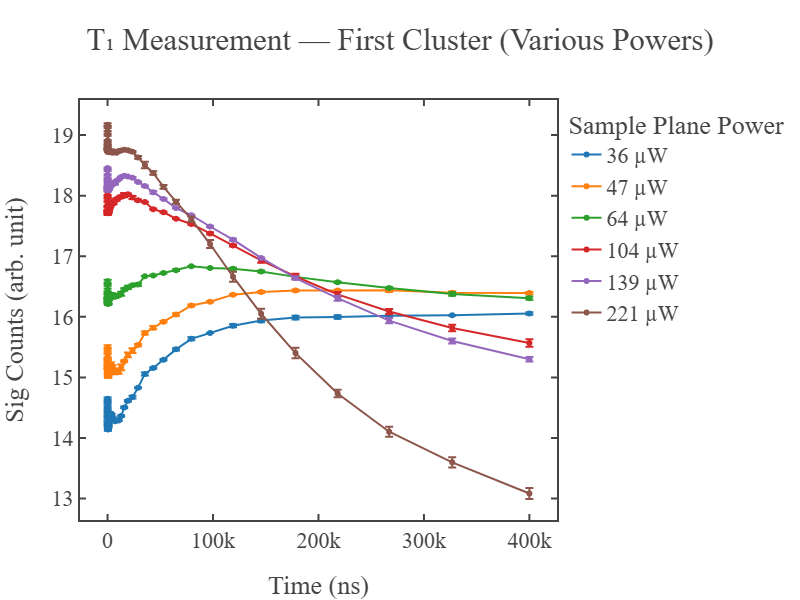 T₁ Measurement — First Cluster (Various Powers)
Sig Counts (arb. unit)
19
18
17
16
15
14
13
0
100k
200k
300k
400k
Time (ns)
Sample Plane Power
36 µW
47 µW
64 µW
104 µW
139 µW
221 µW